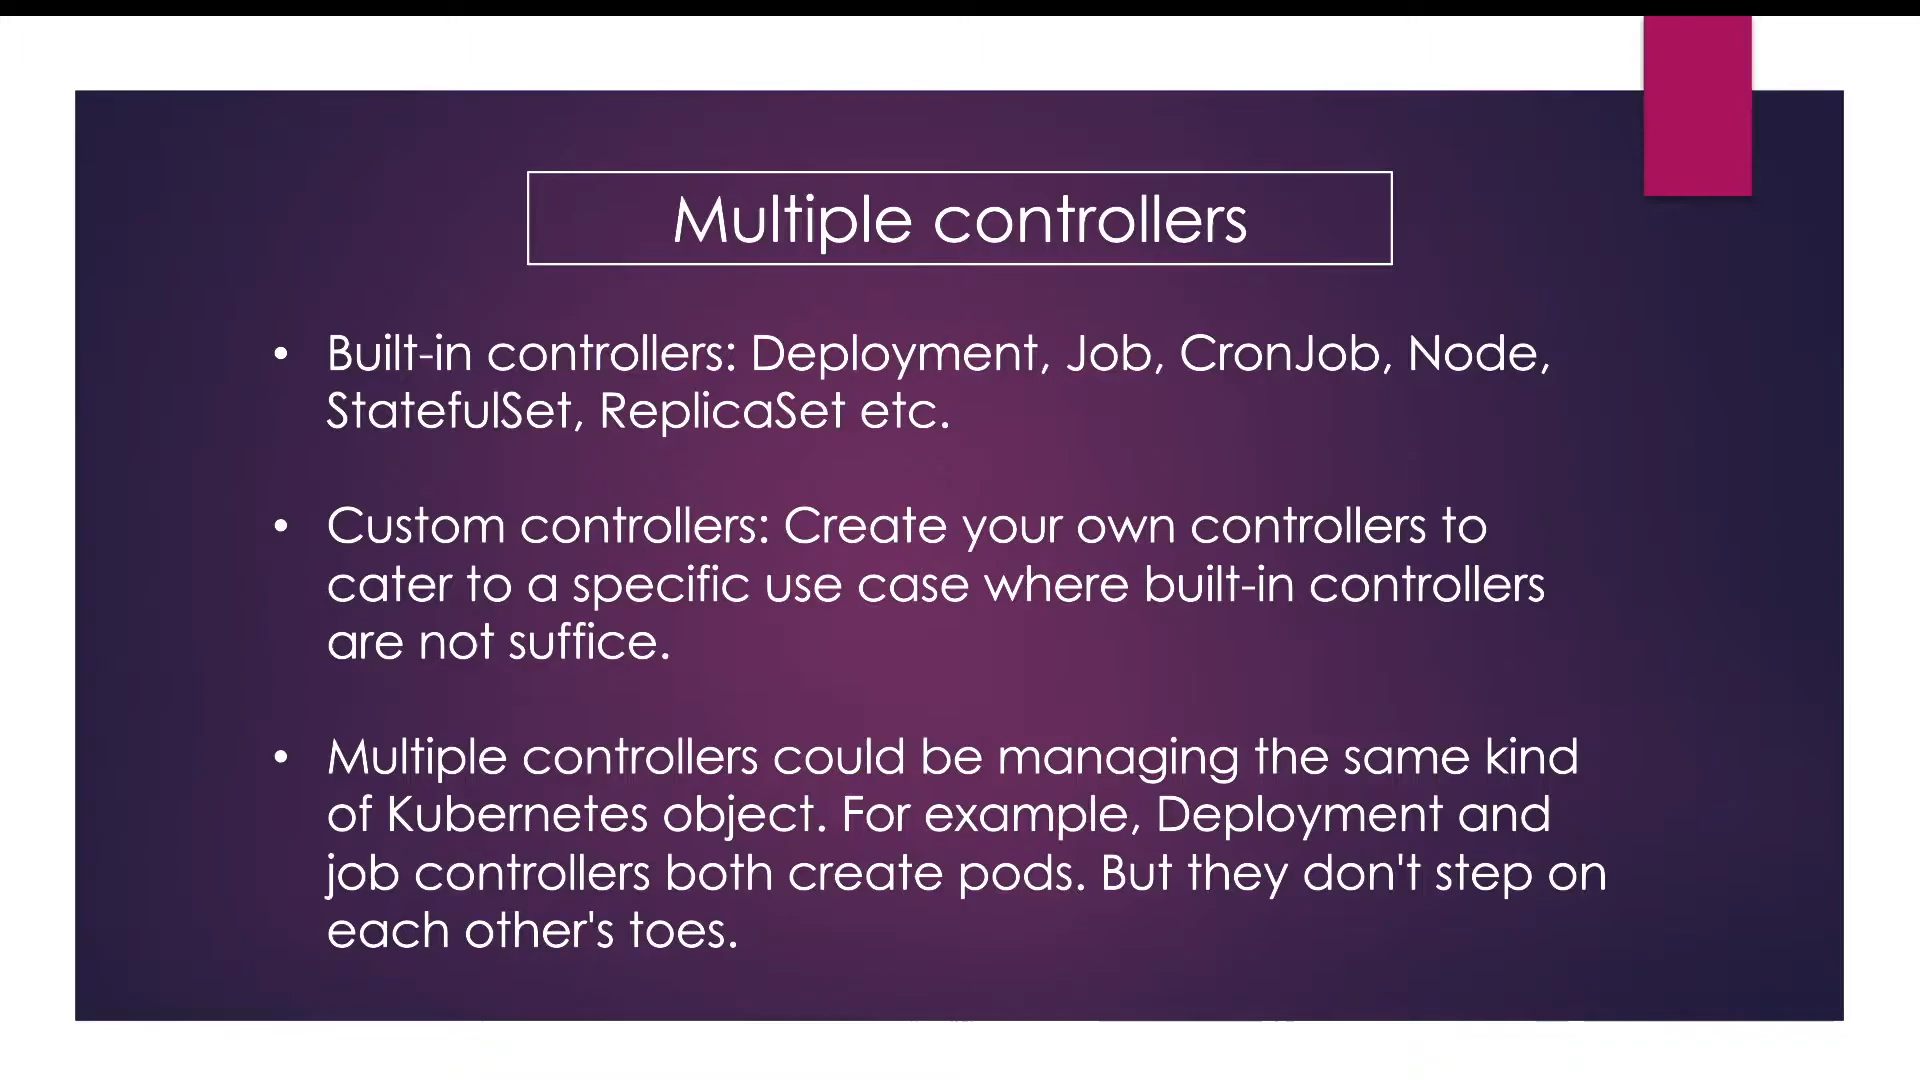 Multiple controllers
• Built-in controllers: Deployment, Job, CronJob, Node,
StatefulSet, ReplicaSet etc.
• Custom controllers: Create your own controllers to
cater to a specific use case where built-in controllers
are not suffice.
• Multiple controllers could be managing the same kind
of Kubernetes object. For example, Deployment and
job controllers both create pods. But they don't step on
each other's toes.